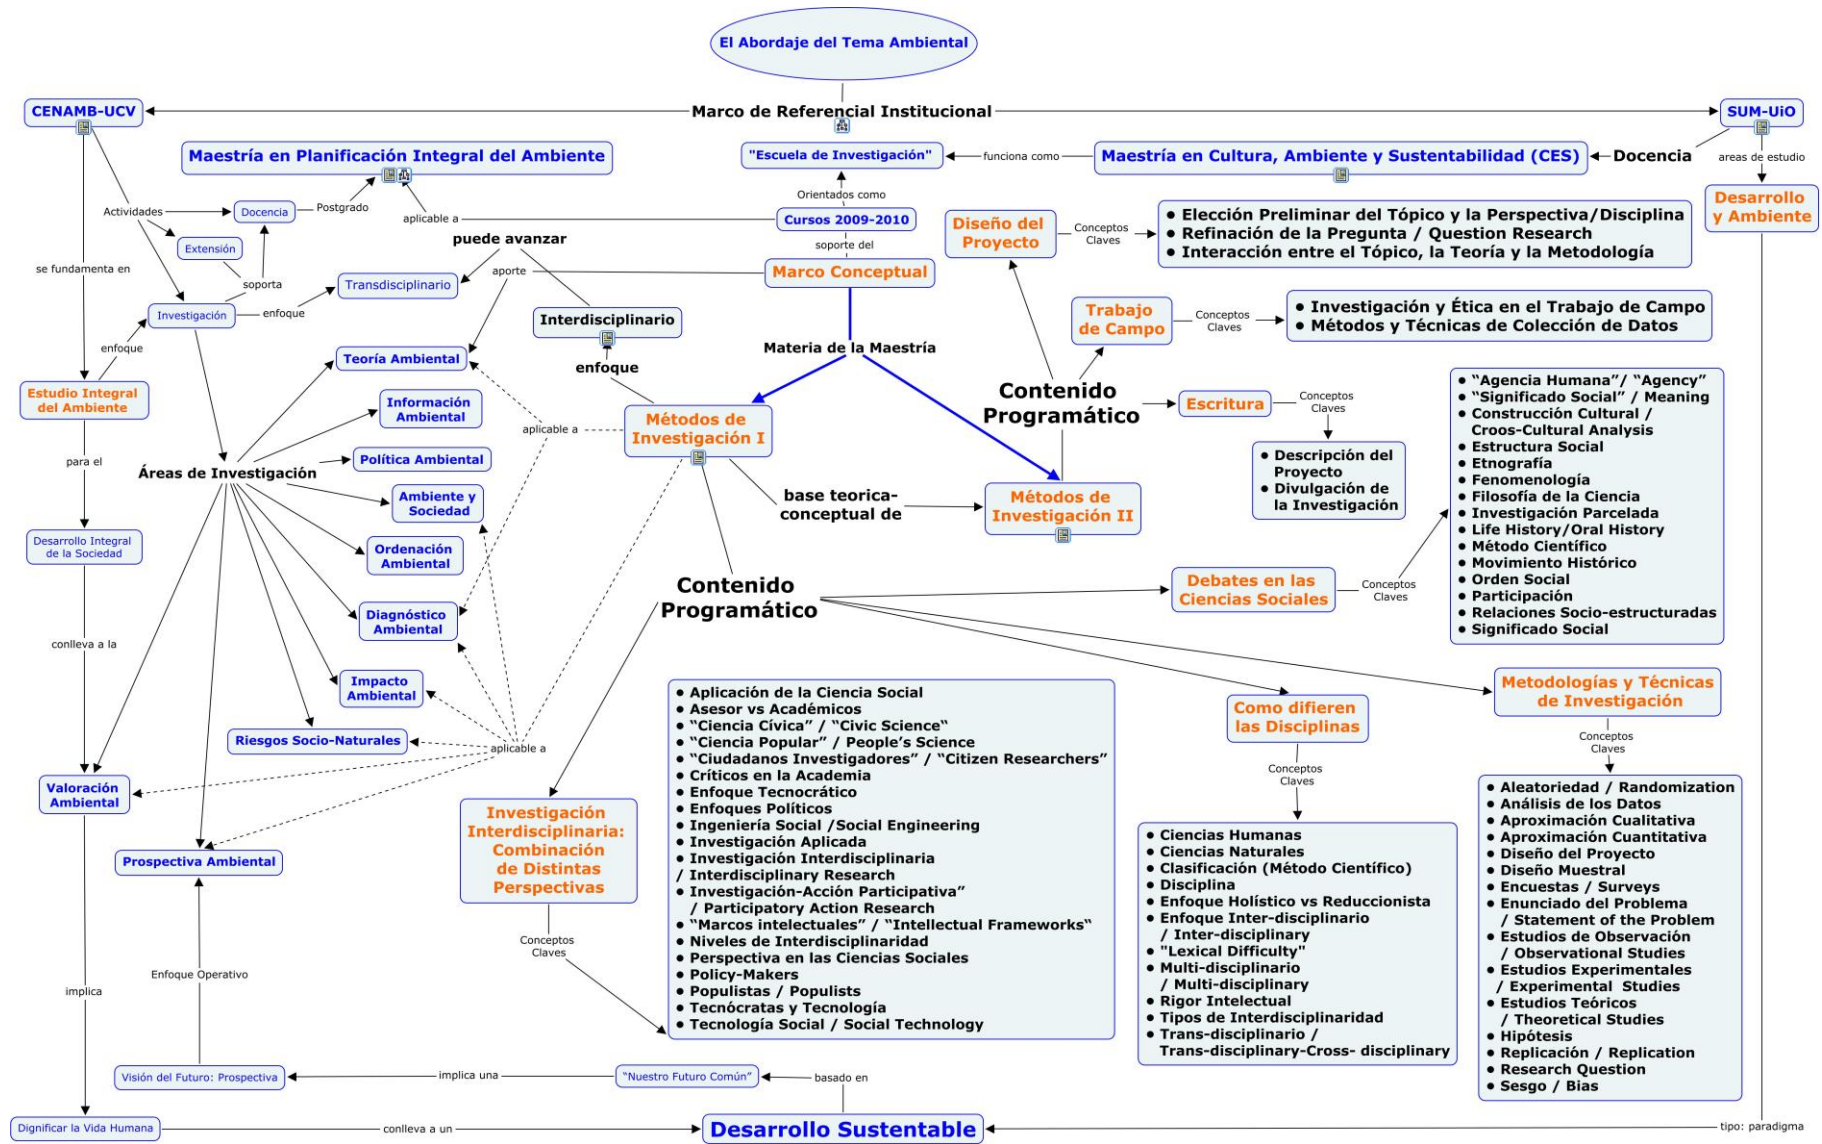 El Abordaje del Tema Ambiental
CENAMB-UCV
Marco de Referencial Institucional
SUM-UiO
Maestría en Planificación Integral del Ambiente
"Escuela de Investigación"
funciona como
Maestría en Cultura, Ambiente y Sustentabilidad (CES)
Docencia
areas de estudio
Desarrollo
y Ambiente
Actividades
Docencia
Postgrado
aplicable a
Orientados como
Cursos 2009-2010
soporte del
Marco Conceptual
Extensión
puede avanzar
aporte
se fundamenta en
soporta
Transdisciplinario
Investigación
enfoque
Interdisciplinario
enfoque
Teoría Ambiental
enfoque
Materia de la Maestría
Diseño del
Proyecto
Conceptos
Claves
● Elección Preliminar del Tópico y la Perspectiva/Disciplina
● Refinación de la Pregunta / Question Research
● Interacción entre el Tópico, la Teoría y la Metodología
Trabajo
de Campo
Conceptos
Claves
● Investigación y Ética en el Trabajo de Campo
● Métodos y Técnicas de Colección de Datos
Contenido
Programático
Escritura
Conceptos
Claves
● Descripción del
Proyecto
● Divulgación de
la Investigación
Estudio Integral
del Ambiente
Información
Ambiental
Métodos de
Investigación I
aplicable a
para el
Áreas de Investigación
Política Ambiental
Ambiente y
Sociedad
base teorica-
conceptual de
Métodos de
Investigación II
Desarrollo Integral
de la Sociedad
Ordenación
Ambiental
Contenido
Programático
Debates en las
Ciencias Sociales
Conceptos
Claves
● “Agencia Humana”/ “Agency”
● “Significado Social” / Meaning
● Construcción Cultural /
Croos-Cultural Analysis
● Estructura Social
● Etnografía
● Fenomenología
● Filosofía de la Ciencia
● Investigación Parcelada
● Life History/Oral History
● Método Científico
● Movimiento Histórico
● Orden Social
● Participación
● Relaciones Socio-estructuradas
● Significado Social
Diagnóstico
Ambiental
conlleva a la
Impacto
Ambiental
Riesgos Socio-Naturales
aplicable a
Valoración
Ambiental
Prospectiva Ambiental
Investigación
Interdisciplinaria:
Combinación
de Distintas
Perspectivas
Conceptos
Claves
● Aplicación de la Ciencia Social
● Asesor vs Académicos
● “Ciencia Cívica” / “Civic Science“
● “Ciencia Popular” / People’s Science
● “Ciudadanos Investigadores” / “Citizen Researchers”
● Críticos en la Academia
● Enfoque Tecnocrático
● Enfoques Políticos
● Ingeniería Social /Social Engineering
● Investigación Aplicada
● Investigación Interdisciplinaria
/ Interdisciplinary Research
● Investigación-Acción Participativa”
/ Participatory Action Research
● “Marcos intelectuales” / “Intellectual Frameworks“
● Niveles de Interdisciplinaridad
● Perspectiva en las Ciencias Sociales
● Policy-Makers
● Populistas / Populists
● Tecnócratas y Tecnología
● Tecnología Social / Social Technology
Como difieren
las Disciplinas
Conceptos
Claves
● Ciencias Humanas
● Ciencias Naturales
● Clasificación (Método Científico)
● Disciplina
● Enfoque Holístico vs Reduccionista
● Enfoque Inter-disciplinario
/ Inter-disciplinary
● "Lexical Difficulty"
● Multi-disciplinario
/ Multi-disciplinary
● Rigor Intelectual
● Tipos de Interdisciplinaridad
● Trans-disciplinario /
Trans-disciplinary-Cross- disciplinary
Metodologías y Técnicas
de Investigación
Conceptos
Claves
● Aleatoriedad / Randomization
● Análisis de los Datos
● Aproximación Cualitativa
● Aproximación Cuantitativa
● Diseño del Proyecto
● Diseño Muestral
● Encuestas / Surveys
● Enunciado del Problema
/ Statement of the Problem
● Estudios de Observación
/ Observational Studies
● Estudios Experimentales
/ Experimental Studies
● Estudios Teóricos
/ Theoretical Studies
● Hipótesis
● Replicación / Replication
● Research Question
● Sesgo / Bias
Enfoque Operativo
implica
Visión del Futuro: Prospectiva
implica una
“Nuestro Futuro Común”
basado en
Dignificar la Vida Humana
conlleva a un
Desarrollo Sustentable
tipo: paradigma